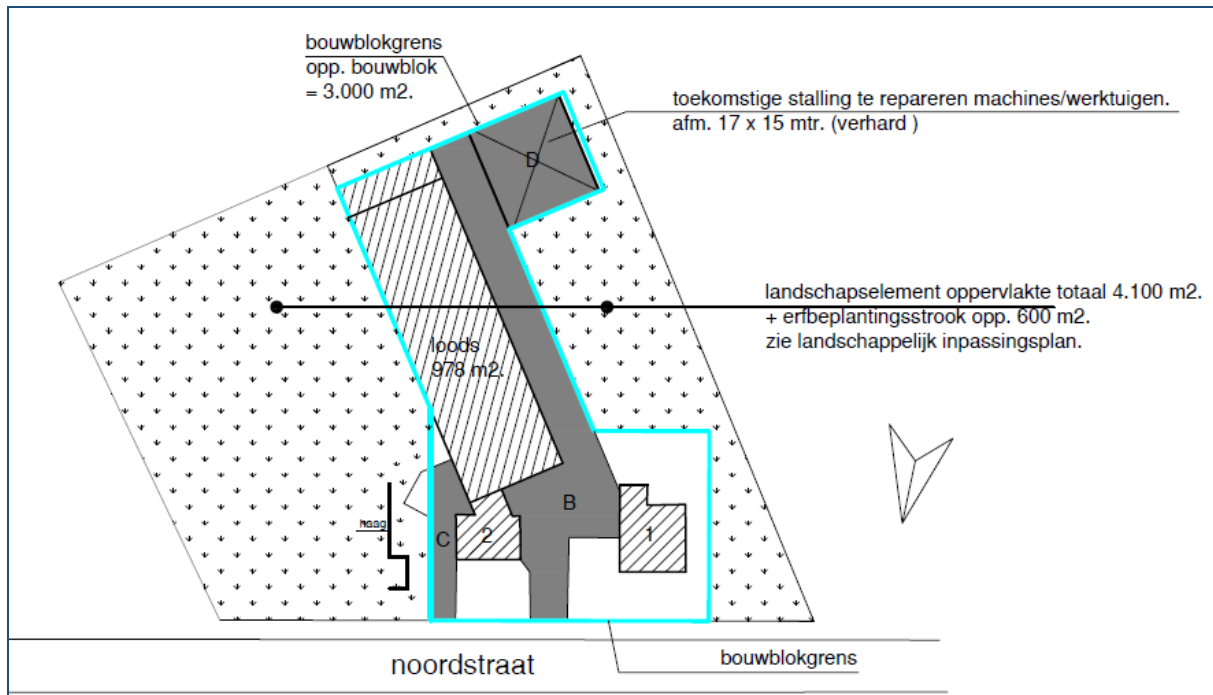 bouwblokgrens
opp. bouwblok
= 3.000 m2.
toekomstige stalling te repareren machines/werktuigen.
afm. 17 x 15 mtr. (verhard )
D
landschapselement oppervlakte totaal 4.100 m2.
+ erfbeplantingsstrook opp. 600 m2.
zie landschappelijk inpassingsplan.
loods
978 m2.
B
haag
C
2
1
noordstraat
bouwblokgrens